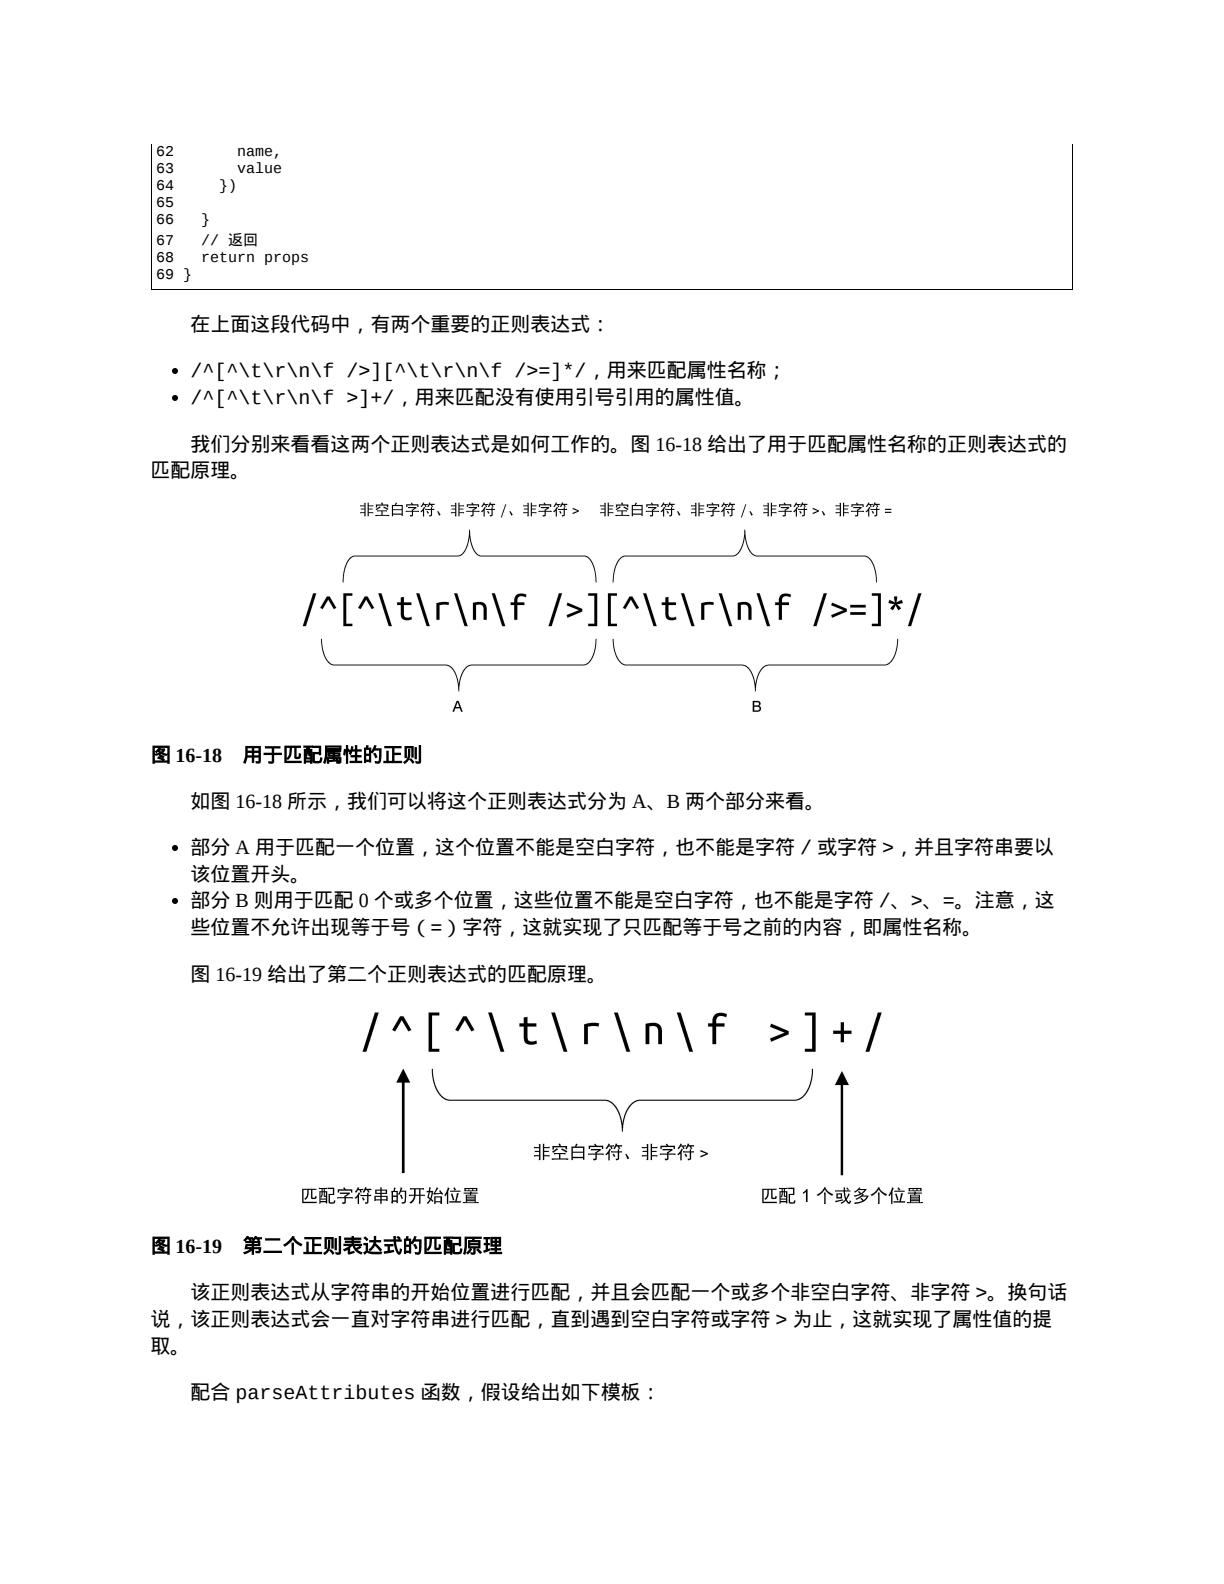 62       name,
63       value
64     })
65
66   }
67   // 返回
68   return props
69 }
在上面这段代码中，有两个重要的正则表达式：
• /^[^\t\r\n\f />][^\t\r\n\f />=]*/，用来匹配属性名称；
• /^[^\t\r\n\f >]+/，用来匹配没有使用引号引用的属性值。
我们分别来看看这两个正则表达式是如何工作的。图 16-18 给出了用于匹配属性名称的正则表达式的
匹配原理。
非空白字符、非字符 /、非字符 > 非空白字符、非字符 /、非字符 >、非字符 =
/^[^\t\r\n\f />][^\t\r\n\f />=]*/
A B
图 16-18 用于匹配属性的正则
如图 16-18 所示，我们可以将这个正则表达式分为 A、B 两个部分来看。
• 部分 A 用于匹配一个位置，这个位置不能是空白字符，也不能是字符 / 或字符 >，并且字符串要以
该位置开头。
• 部分 B 则用于匹配 0 个或多个位置，这些位置不能是空白字符，也不能是字符 /、>、=。注意，这
些位置不允许出现等于号（=）字符，这就实现了只匹配等于号之前的内容，即属性名称。
图 16-19 给出了第二个正则表达式的匹配原理。
/^[^\t\r\n\f >]+/
非空白字符、非字符 >
匹配字符串的开始位置 匹配 1 个或多个位置
图 16-19 第二个正则表达式的匹配原理
该正则表达式从字符串的开始位置进行匹配，并且会匹配一个或多个非空白字符、非字符 >。换句话
说，该正则表达式会一直对字符串进行匹配，直到遇到空白字符或字符 > 为止，这就实现了属性值的提
取。
配合 parseAttributes 函数，假设给出如下模板：